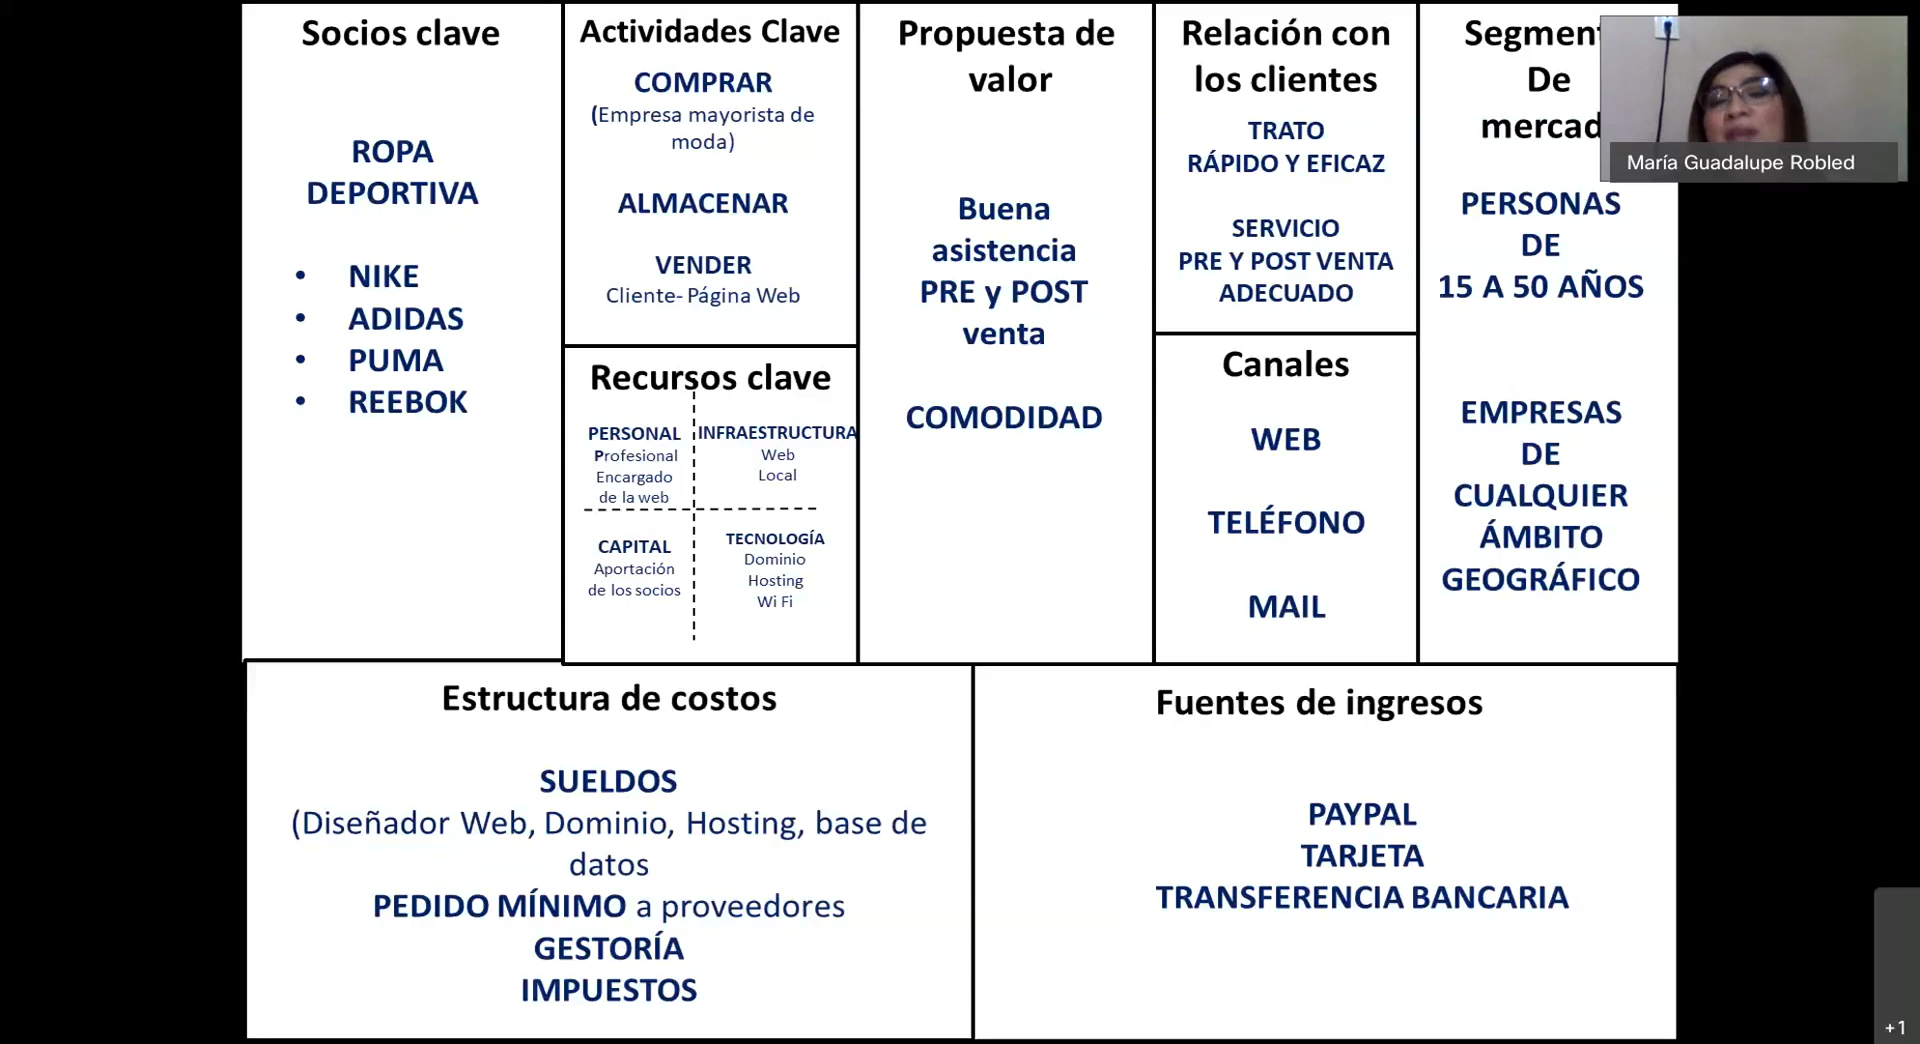 Socios clave
ROPA
DEPORTIVA
• NIKE
• ADIDAS
• PUMA
• REEBOK
Actividades Clave
COMPRAR
(Empresa mayorista de
moda)
ALMACENAR
VENDER
Cliente- Página Web
Recursos clave
PERSONAL
Profesional
Encargado
de la web
INFRAESTRUCTURA
Web
Local
CAPITAL
Aportación
de los socios
TECNOLOGÍA
Dominio
Hosting
Wi Fi
Propuesta de
valor
Buena
asistencia
PRE y POST
venta
COMODIDAD
Relación con
los clientes
TRATO
RÁPIDO Y EFICAZ
SERVICIO
PRE Y POST VENTA
ADECUADO
Canales
WEB
TELÉFONO
MAIL
Segment
De
mercad
PERSONAS
DE
15 A 50 AÑOS
EMPRESAS
DE
CUALQUIER
ÁMBITO
GEOGRÁFICO
María Guadalupe Robled
Estructura de costos
SUELDOS
(Diseñador Web, Dominio, Hosting, base de
datos
PEDIDO MÍNIMO a proveedores
GESTORÍA
IMPUESTOS
Fuentes de ingresos
PAYPAL
TARJETA
TRANSFERENCIA BANCARIA
+1